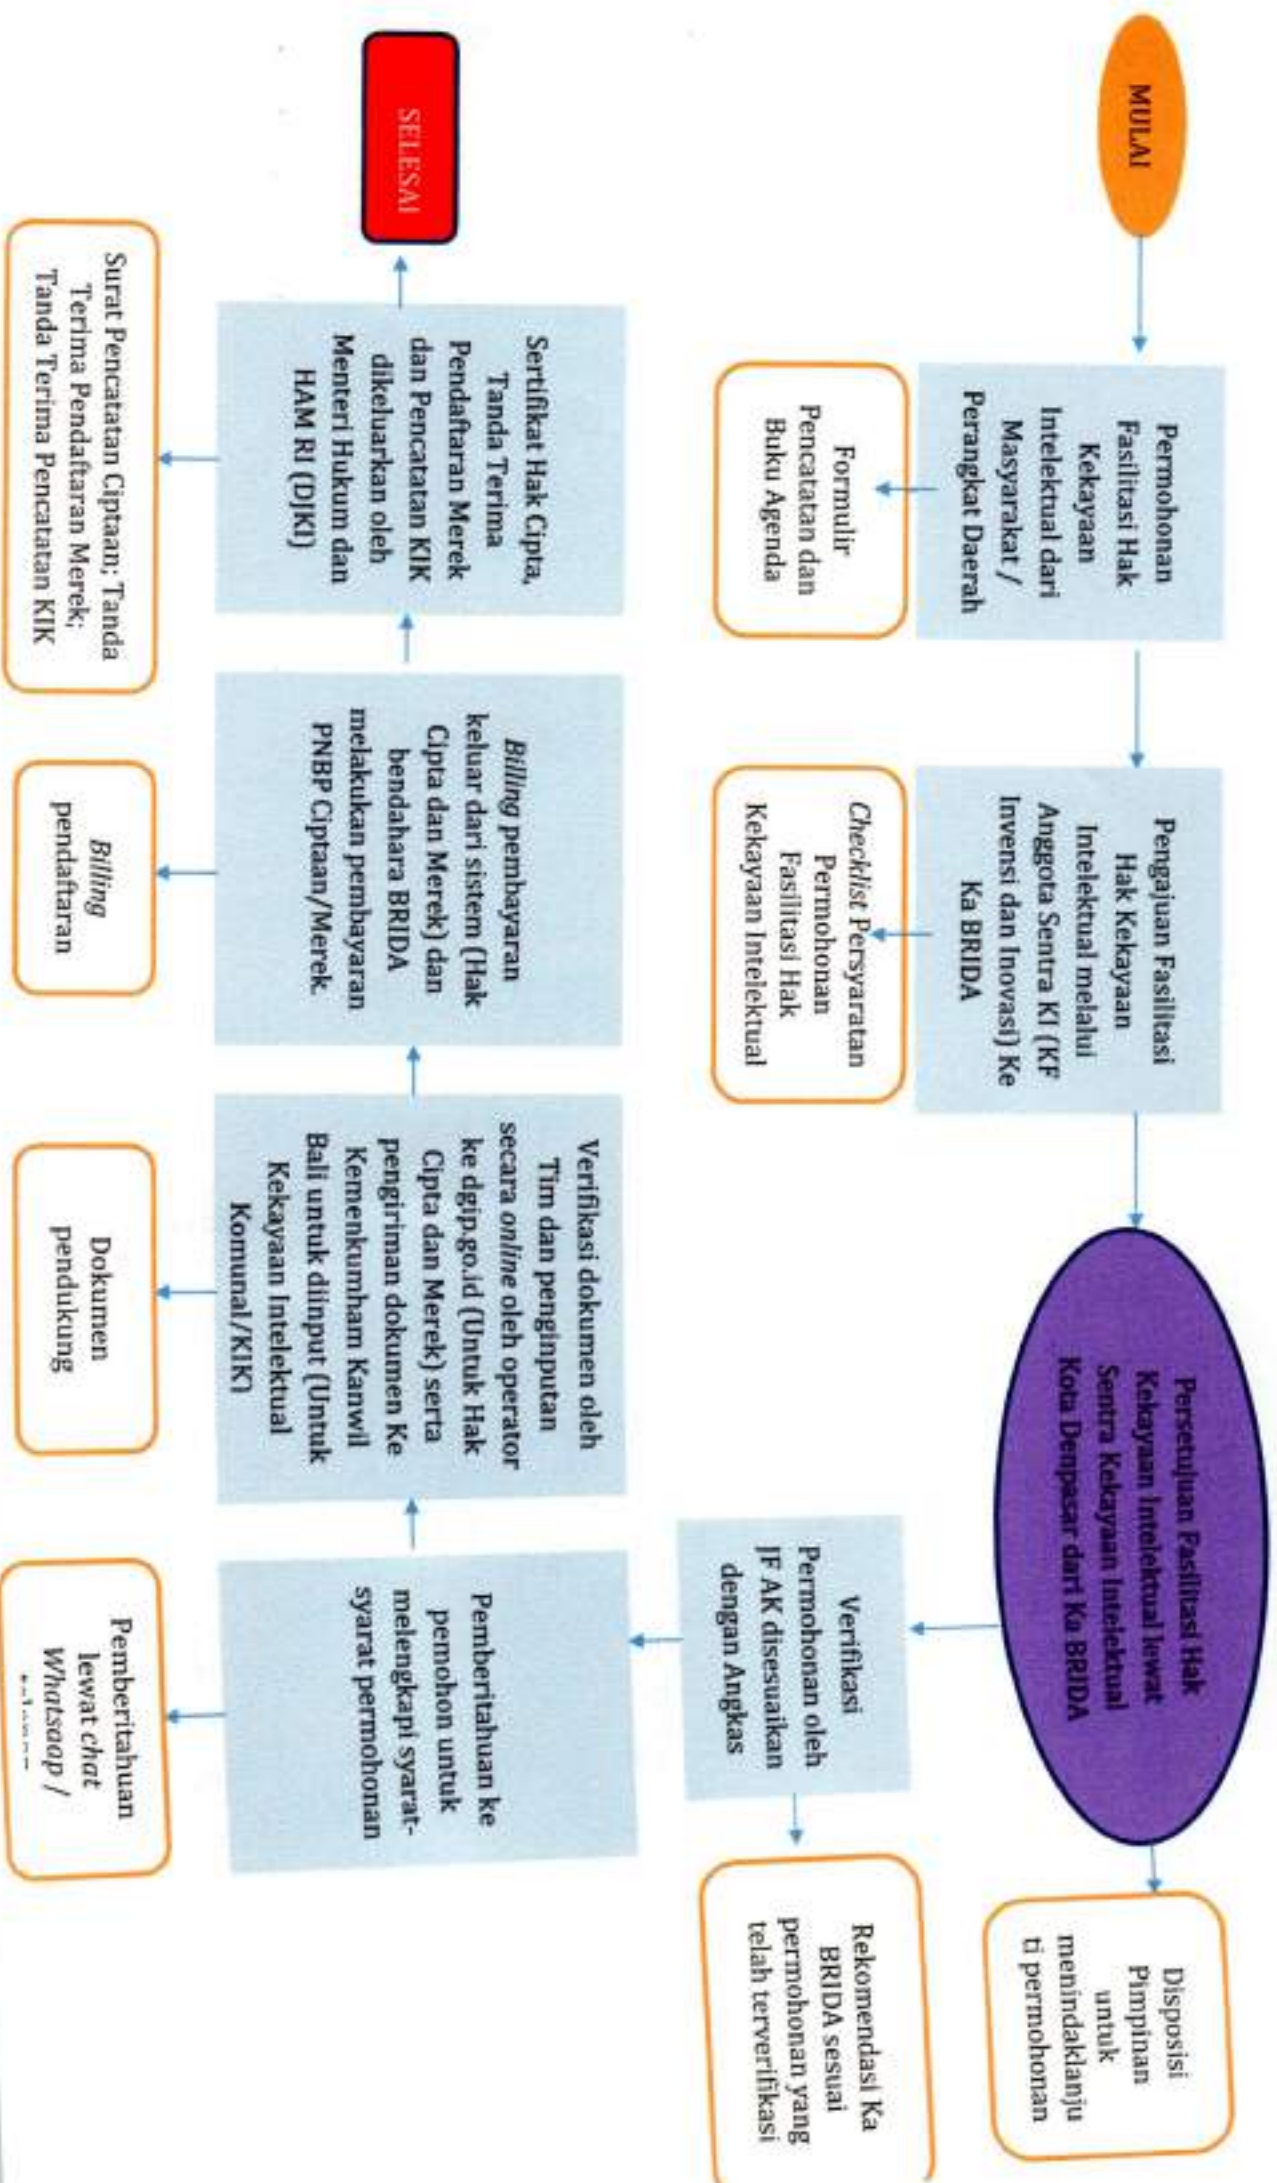 MULAI
Permohonan
Fasilitasi Hak
Kekayaan
Intelektual dari
Masyarakat /
Perangkat Daerah
Formulir
Pencatatan dan
Buku Agenda
Pengajuan Fasilitasi
Hak Kekayaan
Intelektual melalui
Anggota Sentra KI (KF
Invensi dan Inovasi) Ke
Ka BRIDA
Checklist Persyaratan
Permohonan
Fasilitasi Hak
Kekayaan Intelektual
Persetujuan Fasilitasi Hak
Kekayaan Intelektual lewat
Sentra Kekayaan Intelektual
Kota Denpasar dari Ka BRIDA
Disposisi
Pimpinan
untuk
menindaklanju
ti permohonan
Verifikasi
Permohonan oleh
JF AK disesuaikan
dengan Angkas
Rekomendasi Ka
BRIDA sesuai
permohonan yang
telah terverifikasi
Pemberitahuan ke
pemohon untuk
melengkapi syarat-
syarat permohonan
Pemberitahuan
lewat chat
Whatsaap /
Verifikasi dokumen oleh
Tim dan penginputan
secara online oleh operator
ke dgip.go.id (Untuk Hak
Cipta dan Merek) serta
pengiriman dokumen Ke
Kemenkumham Kanwil
Bali untuk diinput (Untuk
Kekayaan Intelektual
Komunal/KIK)
Dokumen
pendukung
Billing pembayaran
keluar dari sistem (Hak
Cipta dan Merek) dan
bendahara BRIDA
melakukan pembayaran
PNBP Ciptaan/Merek.
Billing
pendaftaran
Sertifikat Hak Cipta,
Tanda Terima
Pendaftaran Merek
dan Pencatatan KIK
dikeluarkan oleh
Menteri Hukum dan
HAM RI (DJKI)
Surat Pencatatan Ciptaan; Tanda
Terima Pendaftaran Merek;
Tanda Terima Pencatatan KIK
SELESAI